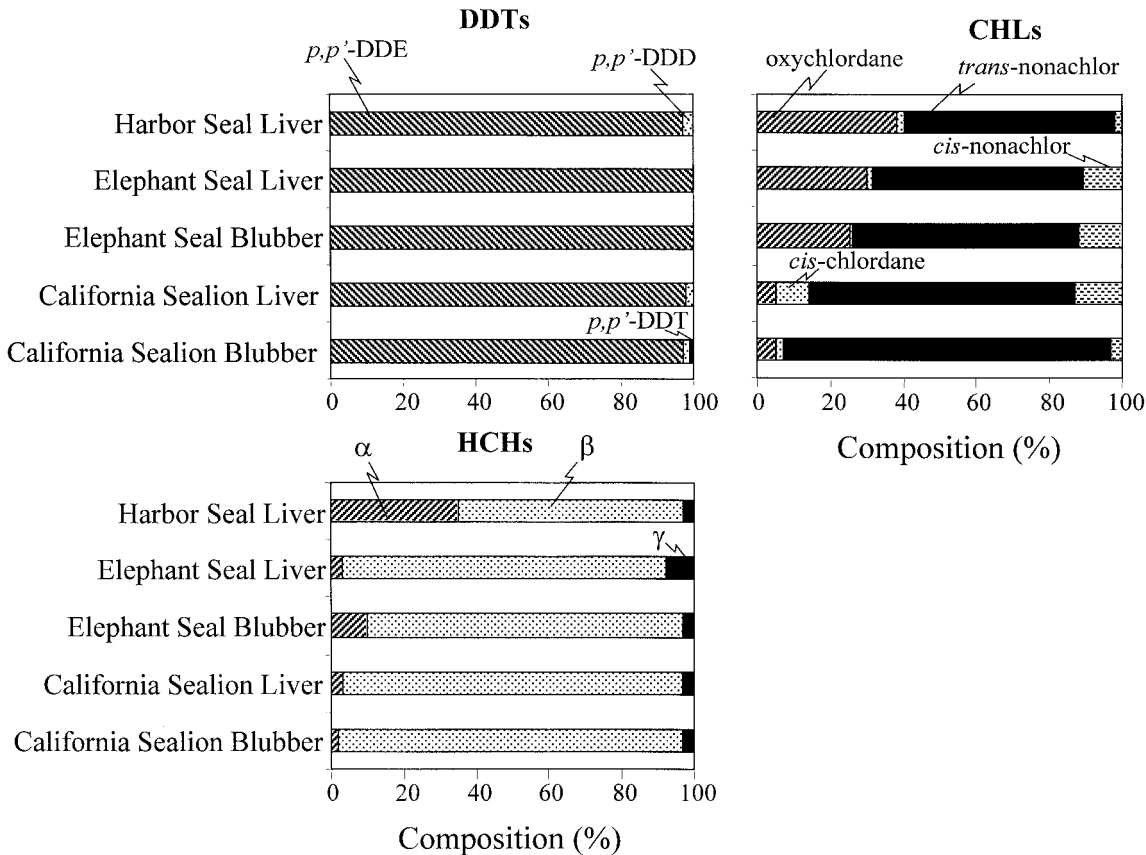 DDTs
p,p'-DDE
p,p'-DDD
Harbor Seal Liver
Elephant Seal Liver
Elephant Seal Blubber
California Sealion Liver
p,p'-DDT
California Sealion Blubber
0 20 40 60 80 100
CHLs
oxychlordane
trans-nonachlor
cis-nonachlor
cis-chlordane
0 20 40 60 80 100
Composition (%)
HCHs
α β
Harbor Seal Liver
γ
Elephant Seal Liver
Elephant Seal Blubber
California Sealion Liver
California Sealion Blubber
0 20 40 60 80 100
Composition (%)